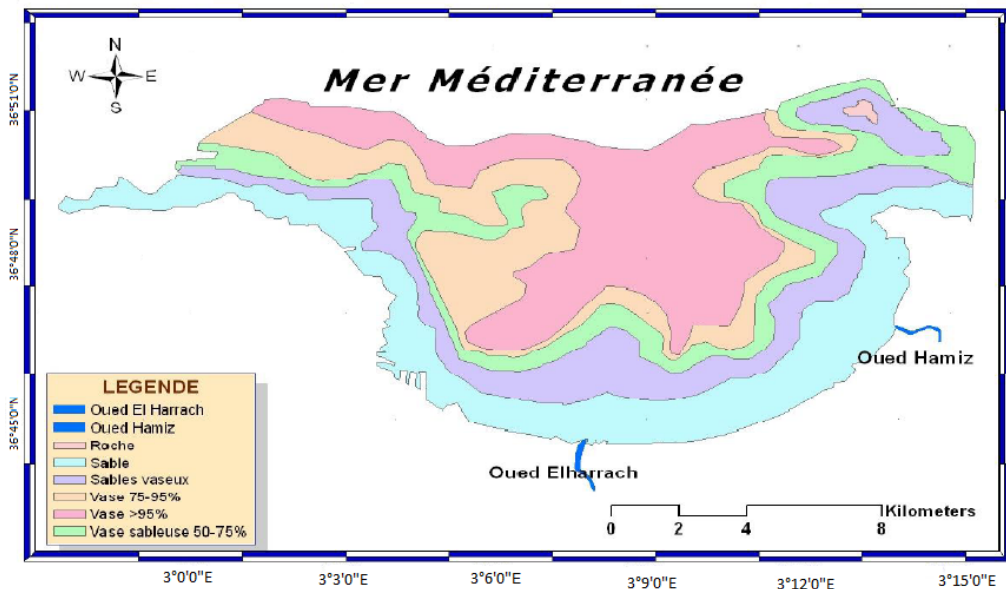 N
W E
S
Mer Méditerranée
36°51'0"N
36°48'0"N
36°45'0"N
Oued Hamiz
Oued Elharrach
LEGENDE
Oued El Harrach
Oued Hamiz
Roche
Sable
Sables vaseux
Vase 75-95%
Vase >95%
Vase sableuse 50-75%
Kilometers
0 2 4 8
3°0'0"E 3°3'0"E 3°6'0"E 3°9'0"E 3°12'0"E 3°15'0"E